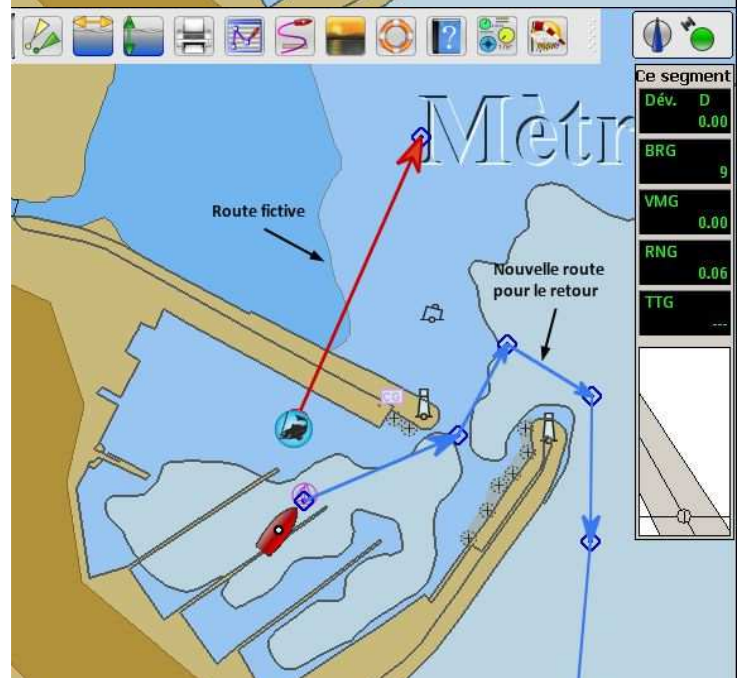 Ce segment
Dév. D
0.00
BRG
9
VMG
0.00
RNG
0.06
TTG
---
Mètr
Route fictive
Nouvelle route
pour le retour
CG
?